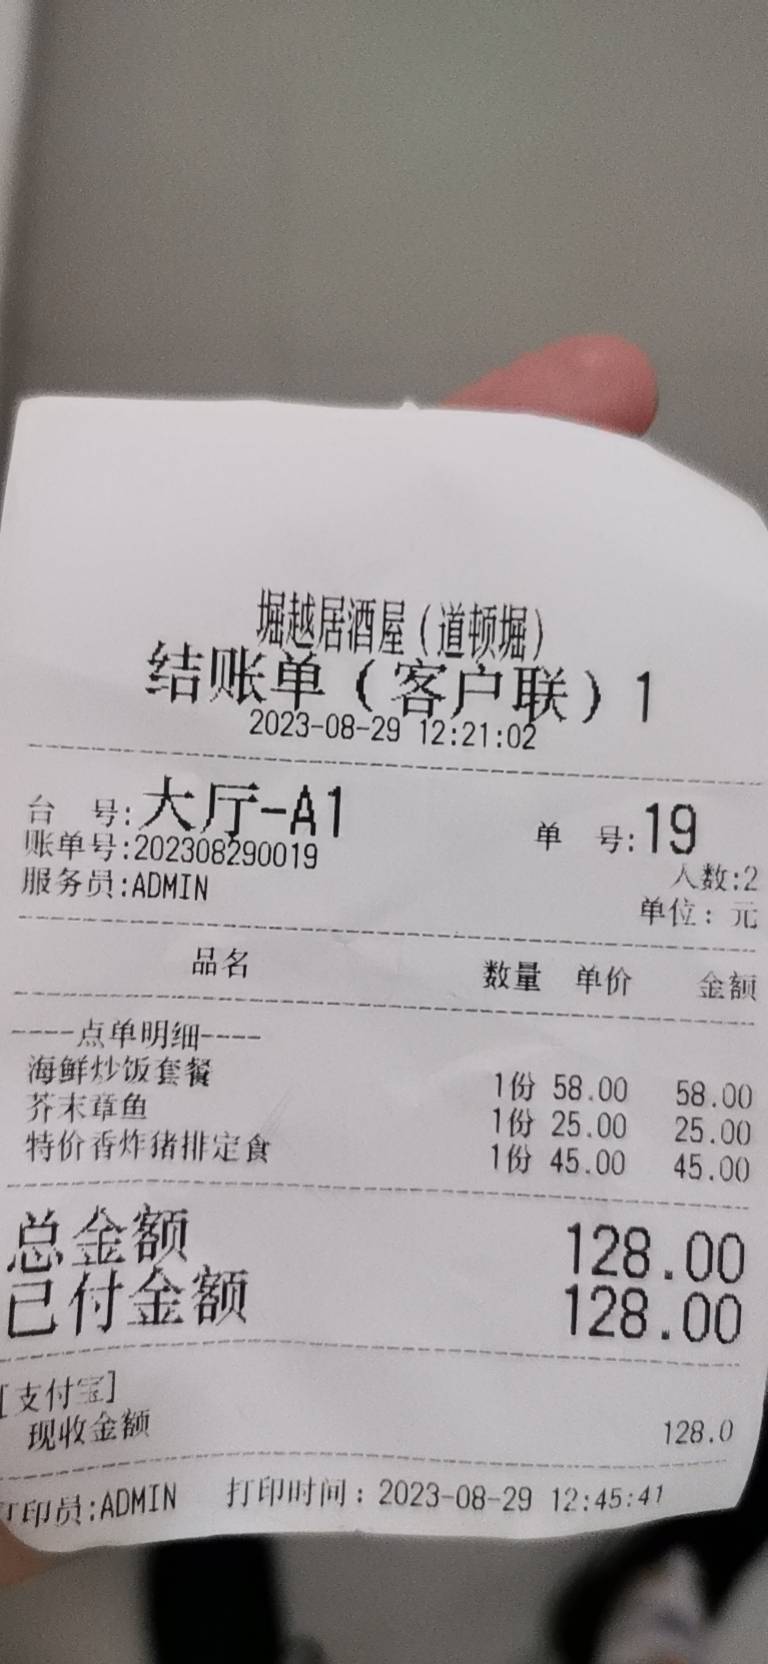 堀越居酒屋(道顿堀)
结账单(客户联)1
2023-08-29 12:21:02
台 号:大厅-A1 单 号:19
账单号:202308290019
人数:2
服务员:ADMIN
单位: 元
品名 数量 单价 金额
----点单明细----
海鲜炒饭套餐 1份 58.00 58.00
芥末章鱼 1份 25.00 25.00
特价香炸猪排定食 1份 45.00 45.00
总金额 128.00
已付金额 128.00
[支付宝]
现收金额 128.0
打印员:ADMIN 打印时间:2023-08-29 12:45:41